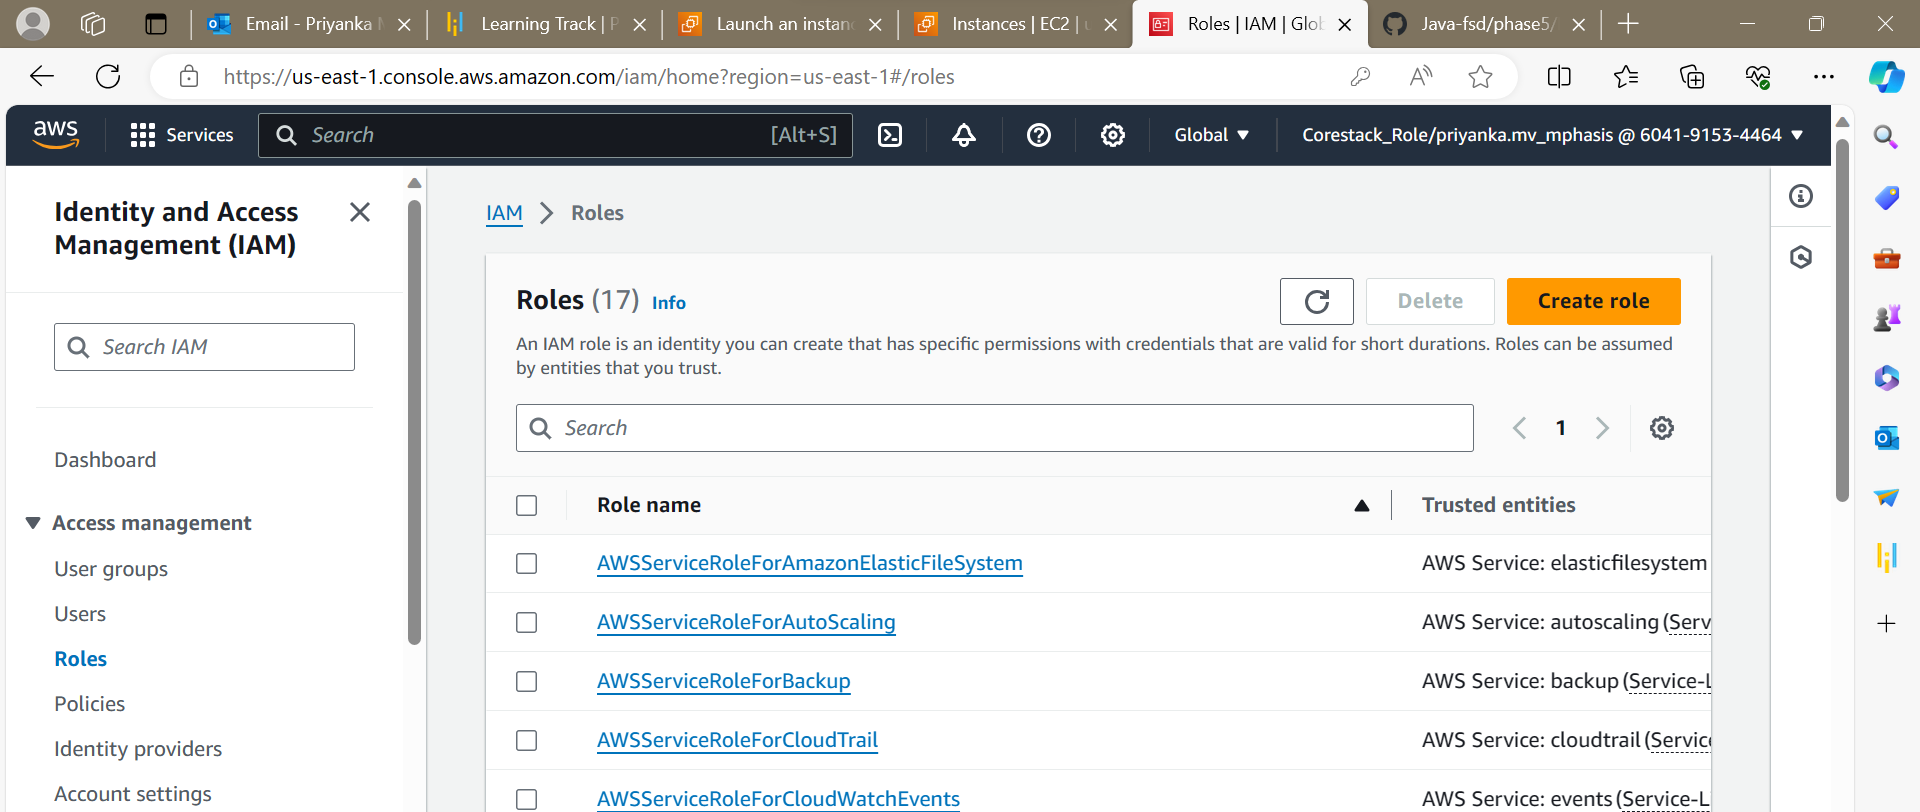 Email - Priyanka
Learning Track | P
Launch an instanc
Instances | EC2 | u
Roles | IAM | Glob
Java-fsd/phase5/
https://us-east-1.console.aws.amazon.com/iam/home?region=us-east-1#/roles
aws
Services
Search
[Alt+S]
Global
Corestack_Role/priyanka.mv_mphasis @ 6041-9153-4464
Identity and Access
Management (IAM)
Search IAM
Dashboard
Access management
User groups
Users
Roles
Policies
Identity providers
Account settings
IAM
Roles
Roles (17) Info
Delete
Create role
An IAM role is an identity you can create that has specific permissions with credentials that are valid for short durations. Roles can be assumed
by entities that you trust.
Search
1
Role name
Trusted entities
AWSServiceRoleForAmazonElasticFileSystem
AWS Service: elasticfilesystem
AWSServiceRoleForAutoScaling
AWS Service: autoscaling (Serv
AWSServiceRoleForBackup
AWS Service: backup (Service-L
AWSServiceRoleForCloudTrail
AWS Service: cloudtrail (Service
AWSServiceRoleForCloudWatchEvents
AWS Service: events (Service-Li